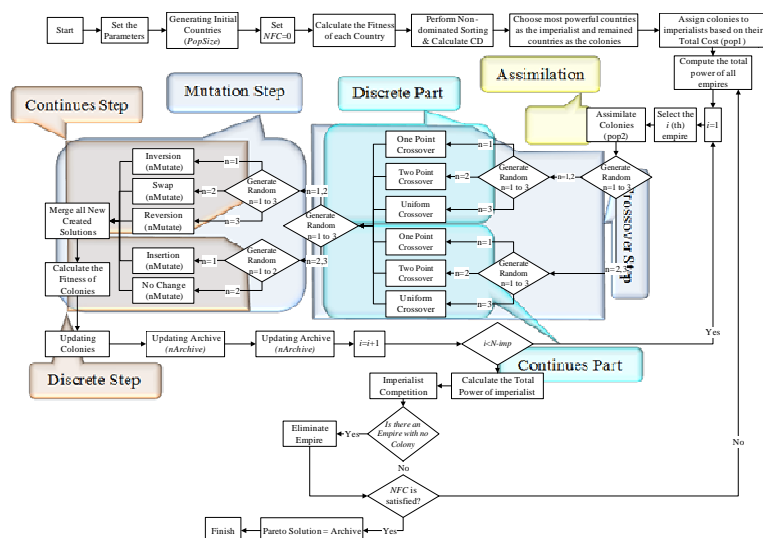 Start
Set the
Parameters
Generating Initial
Countries
(PopSize)
Set
NFC=0
Calculate the Fitness
of each Country
Perform Non-
dominated Sorting
& Calculate CD
Choose most powerful countries
as the imperialist and remained
countries as the colonies
Assign colonies to
imperialists based on their
Total Cost (pop1 )
Compute the total
power of all
empires
i=1
Select the
i (th)
empire
Assimilate
Colonies
(pop2)
Assimilation
Discrete Part
Mutation Step
Continues Step
Generate
Random
n=1 to 3
n=1,2
n=2,3
Crossover Step
Generate
Random
n=1 to 3
n=1
n=2
n=3
One Point
Crossover
Two Point
Crossover
Uniform
Crossover
Generate
Random
n=1 to 3
n=1
n=2
n=3
One Point
Crossover
Two Point
Crossover
Uniform
Crossover
Generate
Random
n=1 to 3
n=1,2
n=2,3
Generate
Random
n=1 to 3
n=1
n=2
n=3
Inversion
(nMutate)
Swap
(nMutate)
Reversion
(nMutate)
Generate
Random
n=1 to 2
n=1
n=2
Insertion
(nMutate)
No Change
(nMutate)
Merge all New
Created
Solutions
Calculate the
Fitness of
Colonies
Updating
Colonies
Updating Archive
(nArchive)
Updating Archive
(nArchive)
i=i+1
i<N-imp
Yes
Discrete Step
Continues Part
Calculate the Total
Power of imperialist
Imperialist
Competition
Is there an
Empire with no
Colony
Yes
Eliminate
Empire
No
NFC is
satisfied?
No
Yes
Pareto Solution = Archive
Finish